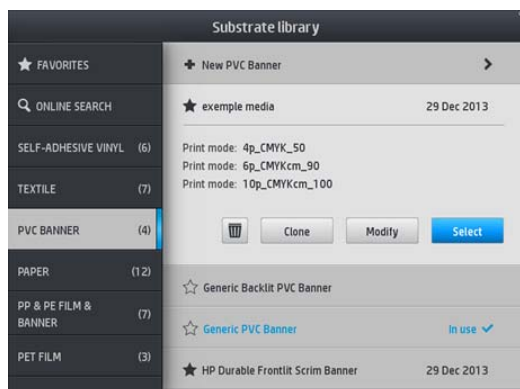 Substrate library
FAVORITES
ONLINE SEARCH
SELF-ADHESIVE VINYL (6)
TEXTILE (7)
PVC BANNER (4)
PAPER (12)
PP & PE FILM &
BANNER (7)
PET FILM (3)
New PVC Banner
exemple media 29 Dec 2013
Print mode: 4p_CMYK_50
Print mode: 6p_CMYKcm_90
Print mode: 10p_CMYKcm_100
Clone Modify Select
Generic Backlit PVC Banner
Generic PVC Banner In use
HP Durable Frontlit Scrim Banner 29 Dec 2013